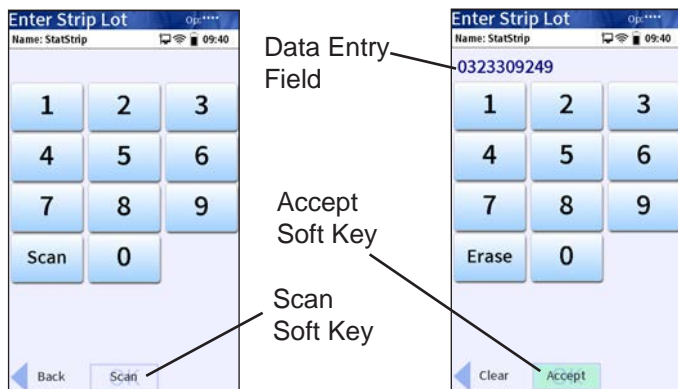 Enter Strip Lot Op:****
Name: StatStrip 09:40
1 2 3
4 5 6
7 8 9
Scan 0
Back Scan
Data Entry
Field
Accept
Soft Key
Scan
Soft Key
Enter Strip Lot Op:****
Name: StatStrip 09:40
0323309249
1 2 3
4 5 6
7 8 9
Erase 0
Clear Accept